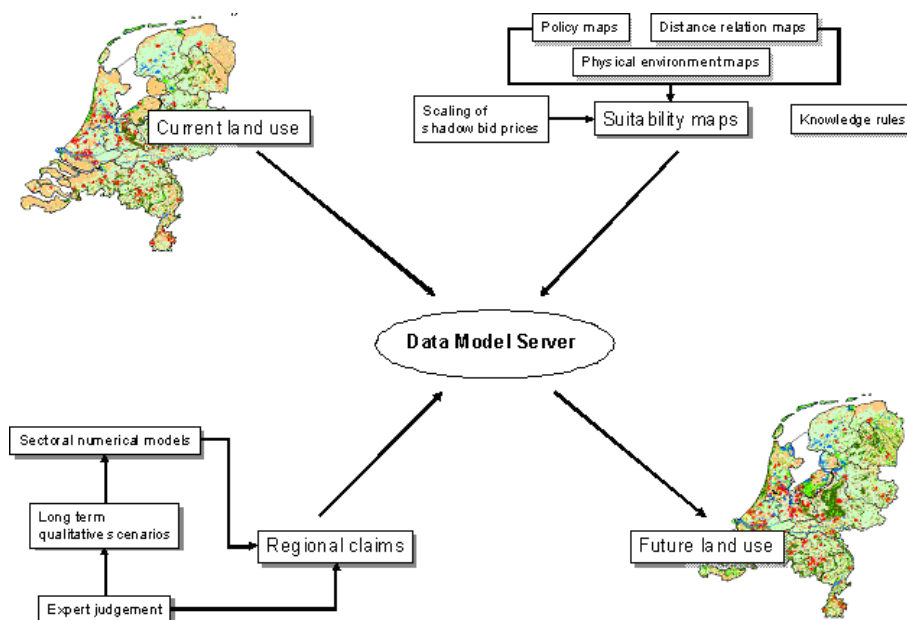 Policy maps
Distance relation maps
Physical environment maps
Scaling of
shadow bid prices
Suitability maps
Knowledge rules
Current land use
Data Model Server
Sectoral numerical models
Long term
qualitative scenarios
Regional claims
Expert judgement
Future land use